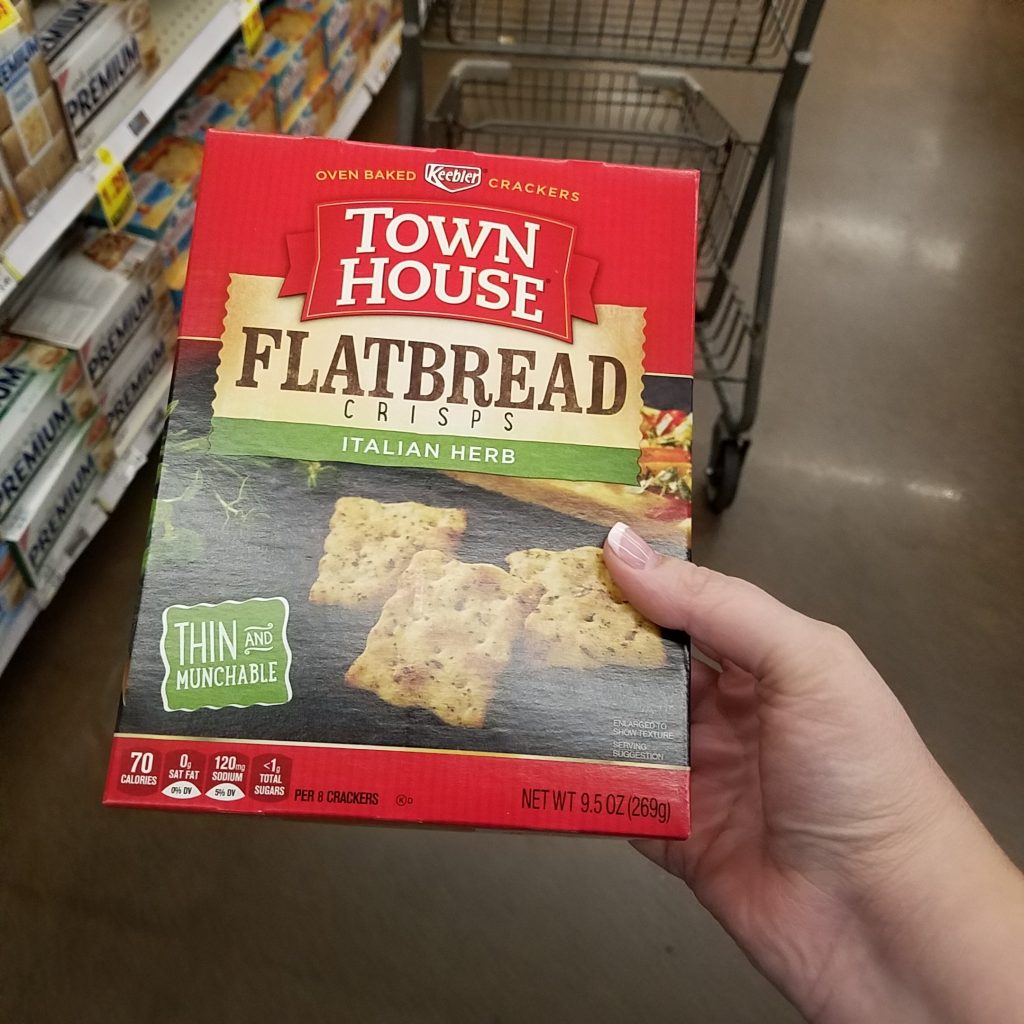 OVEN BAKED Keebler CRACKERS
TOWN
HOUSE
FLATBREAD
CRISPS
ITALIAN HERB
THIN AND
MUNCHABLE
ENLARGED TO
SHOW TEXTURE
SERVING
SUGGESTION
70 CALORIES
0g SAT FAT 0% DV
120mg SODIUM 5% DV
<1g TOTAL SUGARS
PER 8 CRACKERS
K D
NET WT 9.5 OZ (269g)
PREMIUM
PREMIUM
PREMIUM
PREMIUM
PREMIUM